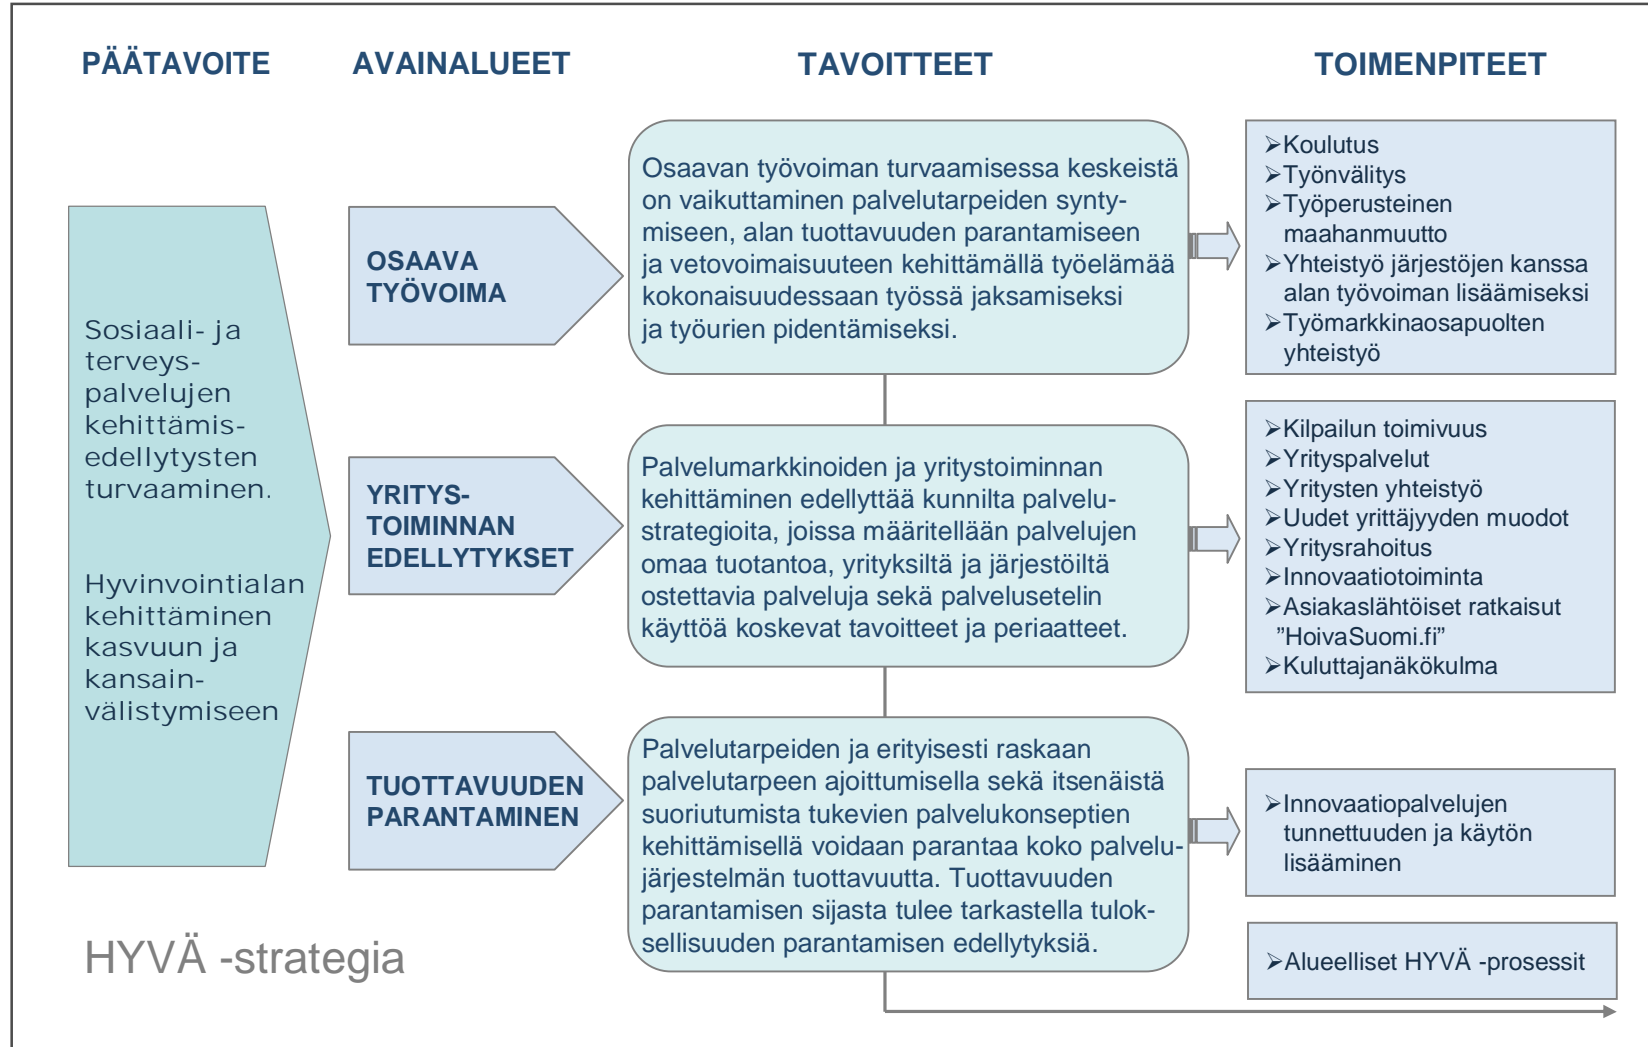 PÄÄTAVOITE
AVAINALUEET
TAVOITTEET
TOIMENPITEET
Sosiaali- ja
terveys-
palvelujen
kehittämis-
edellytysten
turvaaminen.
Hyvinvointialan
kehittäminen
kasvuun ja
kansain-
välistymiseen
OSAAVA
TYÖVOIMA
Osaavan työvoiman turvaamisessa keskeistä
on vaikuttaminen palvelutarpeiden synty-
miseen, alan tuottavuuden parantamiseen
ja vetovoimaisuuteen kehittämällä työelämää
kokonaisuudessaan työssä jaksamiseksi
ja työurien pidentämiseksi.
➢Koulutus
➢Työnvälitys
➢Työperusteinen
maahanmuutto
➢Yhteistyö järjestöjen kanssa
alan työvoiman lisäämiseksi
➢Työmarkkinaosapuolten
yhteistyö
YRITYS-
TOIMINNAN
EDELLYTYKSET
Palvelumarkkinoiden ja yritystoiminnan
kehittäminen edellyttää kunnilta palvelu-
strategioita, joissa määritellään palvelujen
omaa tuotantoa, yrityksiltä ja järjestöiltä
ostettavia palveluja sekä palvelusetelin
käyttöä koskevat tavoitteet ja periaatteet.
➢Kilpailun toimivuus
➢Yrityspalvelut
➢Yritysten yhteistyö
➢Uudet yrittäjyyden muodot
➢Yritysrahoitus
➢Innovaatiotoiminta
➢Asiakaslähtöiset ratkaisut
”HoivaSuomi.fi”
➢Kuluttajanäkökulma
TUOTTAVUUDEN
PARANTAMINEN
Palvelutarpeiden ja erityisesti raskaan
palvelutarpeen ajoittumisella sekä itsenäistä
suoriutumista tukevien palvelukonseptien
kehittämisellä voidaan parantaa koko palvelu-
järjestelmän tuottavuutta. Tuottavuuden
parantamisen sijasta tulee tarkastella tulok-
sellisuuden parantamisen edellytyksiä.
➢Innovaatiopalvelujen
tunnettuuden ja käytön
lisääminen
➢Alueelliset HYVÄ -prosessit
HYVÄ -strategia